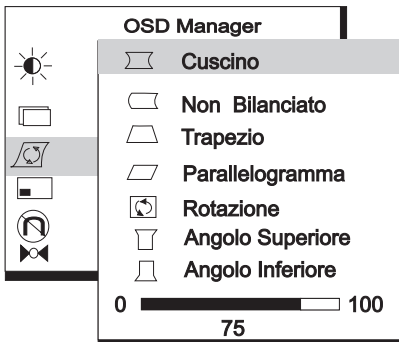 OSD Manager
Cuscino
Non Bilanciato
Trapezio
Parallelogramma
Rotazione
Angolo Superiore
Angolo Inferiore
0 100
75